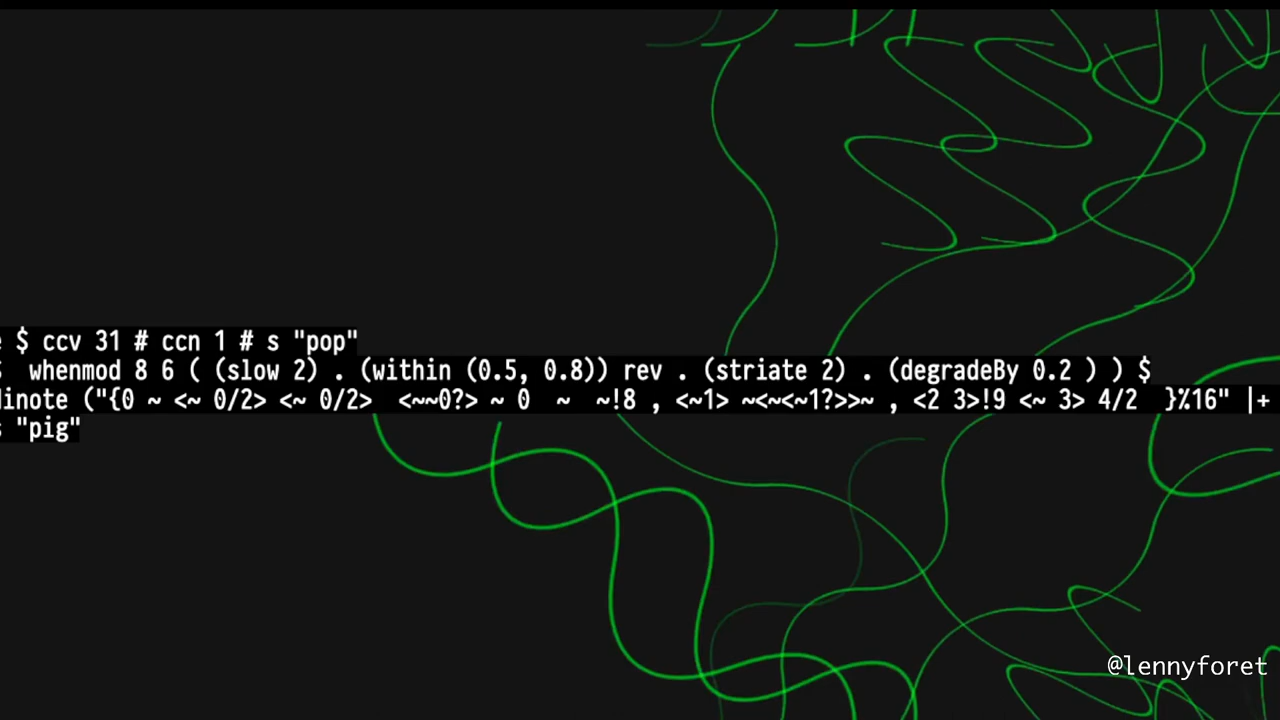 $ ccv 31 # ccn 1 # s "pop"
whenmod 8 6 ( (slow 2) . (within (0.5, 0.8)) rev . (striate 2) . (degradeBy 0.2 ) ) $
("{0 ~ <~ 0/2> <~ 0/2> <~~0?> ~ 0 ~ ~!8 , <~1> ~<~<~1?>>~ , <2 3>!9 <~ 3> 4/2 }%16" |+
"pig"
@lennyforet